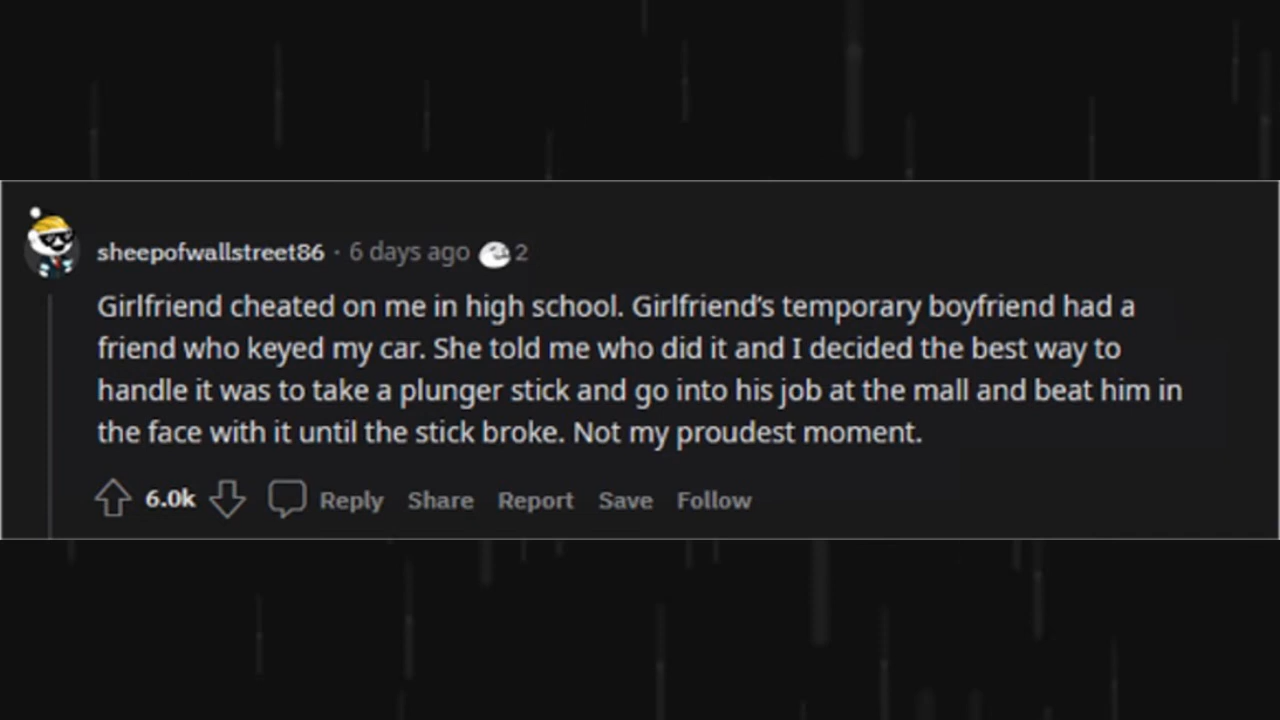 sheepofwallstreet86 · 6 days ago 2
Girlfriend cheated on me in high school. Girlfriend’s temporary boyfriend had a
friend who keyed my car. She told me who did it and I decided the best way to
handle it was to take a plunger stick and go into his job at the mall and beat him in
the face with it until the stick broke. Not my proudest moment.
6.0k Reply Share Report Save Follow